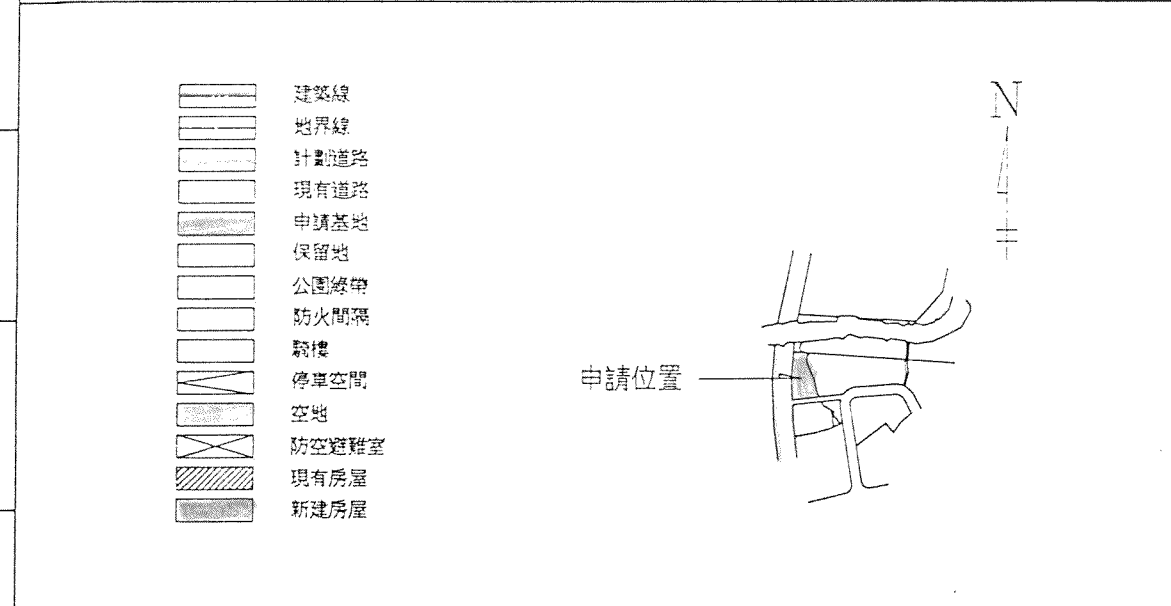 建築線
地界線
計劃道路
現有道路
申請基地
保留地
公園綠帶
防火間隔
騎樓
停車空間
空地
防空避難室
現有房屋
新建房屋
N
申請位置